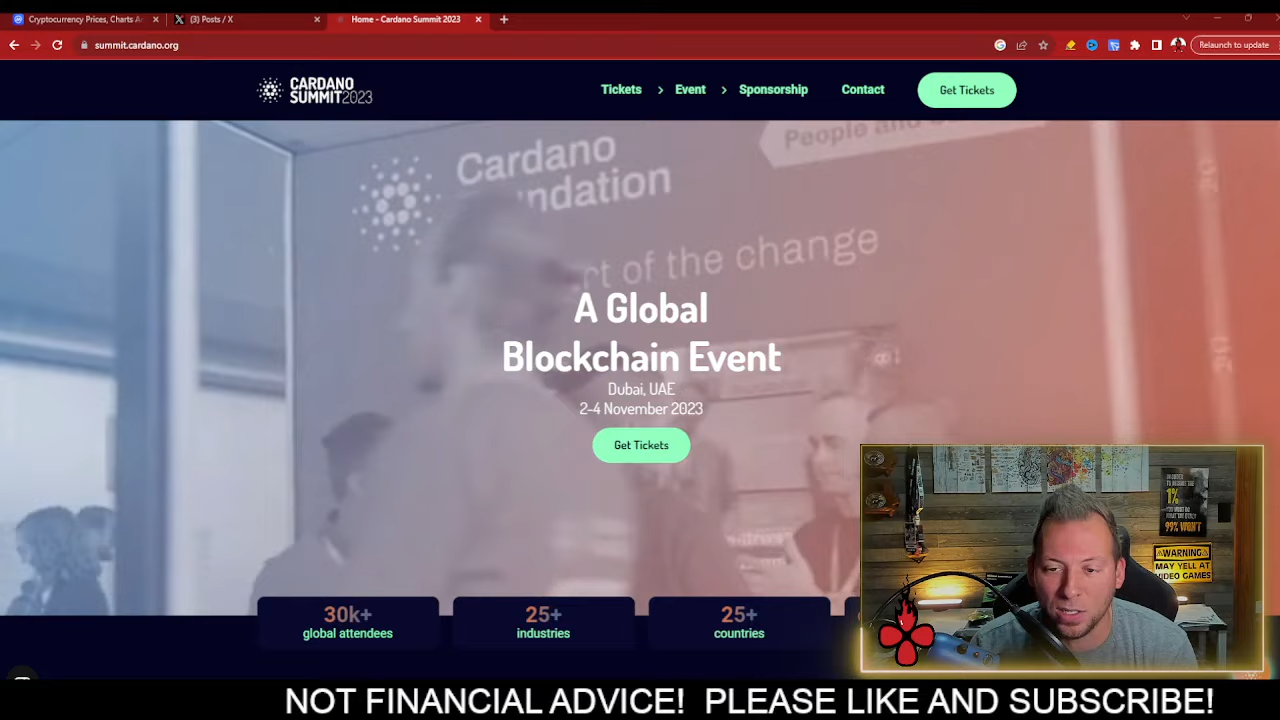 Cryptocurrency Prices, Charts
(3) Posts / X
Home - Cardano Summit 2023
summit.cardano.org
Relaunch to update
CARDANO
SUMMIT2023
Tickets
Event
Sponsorship
Contact
Get Tickets
People and
Cardano
ndation
rt of the change
A Global
Blockchain Event
Dubai, UAE
2-4 November 2023
Get Tickets
30k+
global attendees
25+
industries
25+
countries
1%
99% WON'T
WARNING
MAY YELL AT
VIDEO GAMES
NOT FINANCIAL ADVICE! PLEASE LIKE AND SUBSCRIBE!